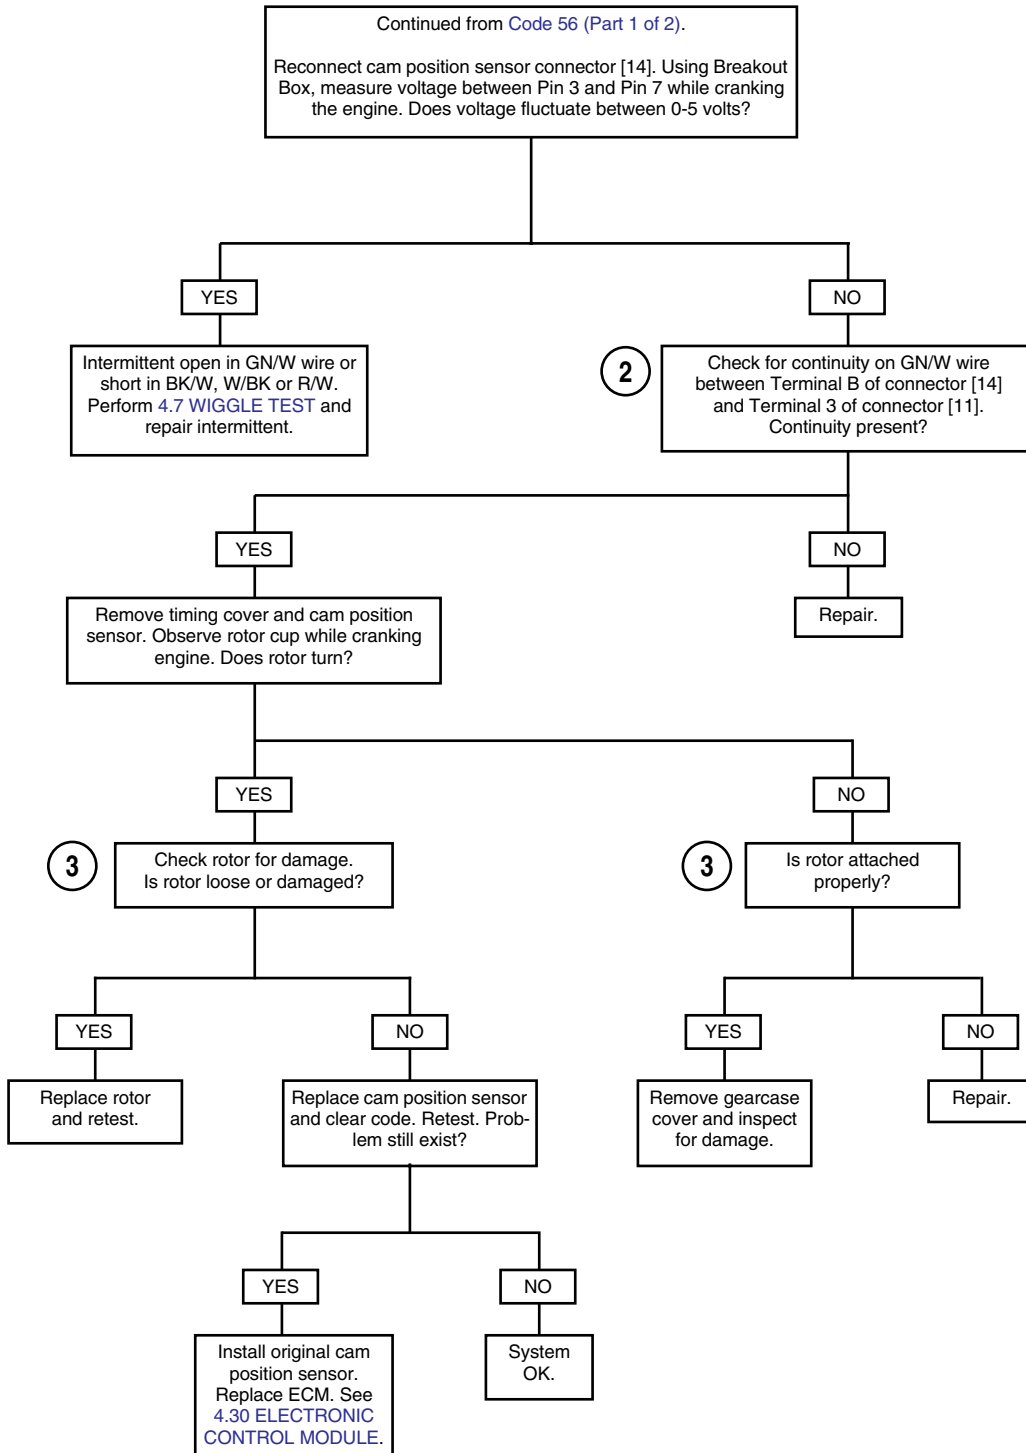 Continued from Code 56 (Part 1 of 2).
Reconnect cam position sensor connector [14]. Using Breakout
Box, measure voltage between Pin 3 and Pin 7 while cranking
the engine. Does voltage fluctuate between 0-5 volts?
YES
NO
Intermittent open in GN/W wire or
short in BK/W, W/BK or R/W.
Perform 4.7 WIGGLE TEST and
repair intermittent.
2
Check for continuity on GN/W wire
between Terminal B of connector [14]
and Terminal 3 of connector [11].
Continuity present?
YES
NO
Remove timing cover and cam position
sensor. Observe rotor cup while cranking
engine. Does rotor turn?
Repair.
YES
NO
3
Check rotor for damage.
Is rotor loose or damaged?
3
Is rotor attached
properly?
YES
NO
YES
NO
Replace rotor
and retest.
Replace cam position sensor
and clear code. Retest. Prob-
lem still exist?
Remove gearcase
cover and inspect
for damage.
Repair.
YES
NO
Install original cam
position sensor.
Replace ECM. See
4.30 ELECTRONIC
CONTROL MODULE.
System
OK.